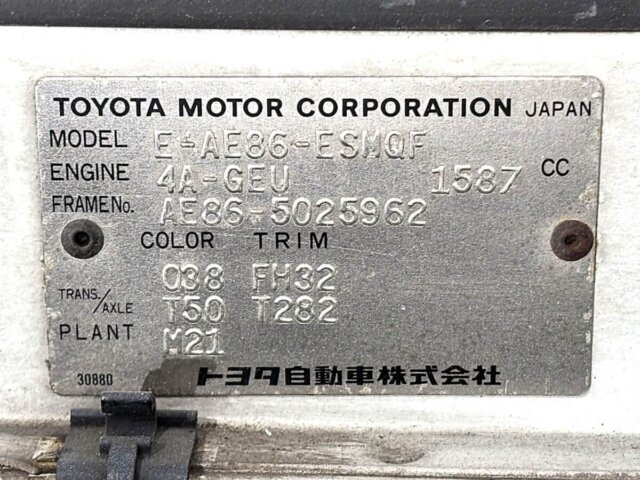 TOYOTA MOTOR CORPORATION JAPAN
MODEL E-AE86-ESMQF
ENGINE 4A-GEU 1587 CC
FRAME No. AE86-5025962
COLOR TRIM
038 FH32
TRANS./AXLE T50 T282
PLANT M21
30880 トヨタ自動車株式会社